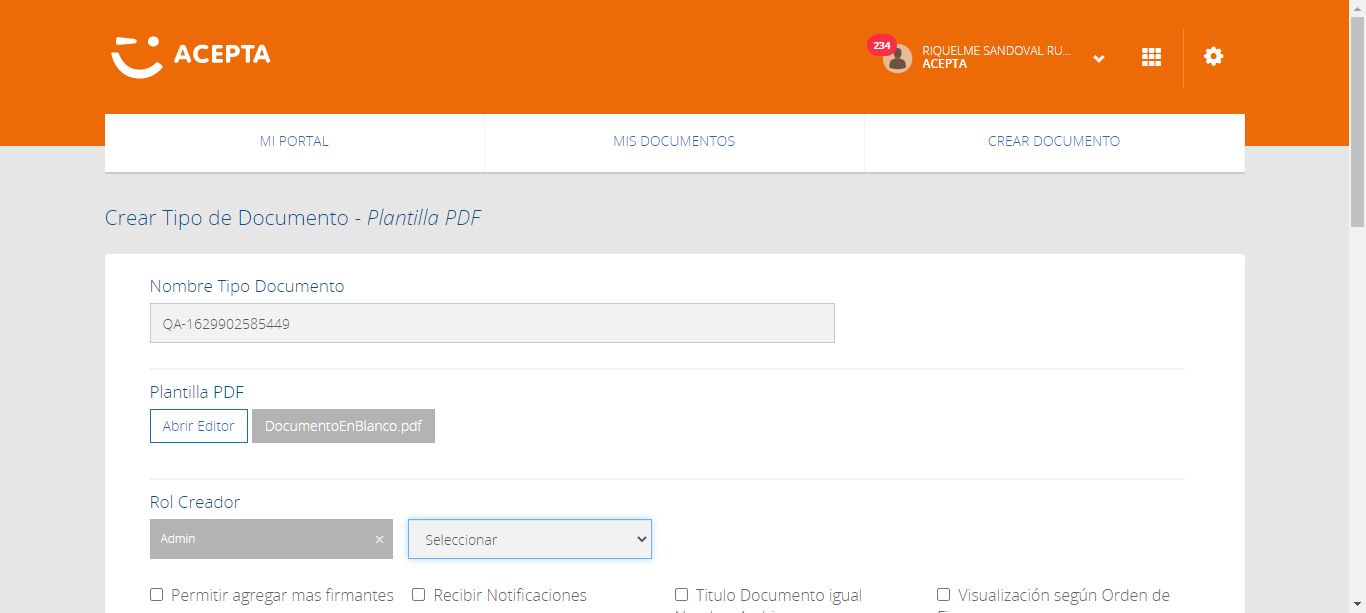 ACEPTA
234
RIQUELME SANDOVAL RU...
ACEPTA
MI PORTAL
MIS DOCUMENTOS
CREAR DOCUMENTO
Crear Tipo de Documento - Plantilla PDF
Nombre Tipo Documento
QA-1629902585449
Plantilla PDF
Abrir Editor
DocumentoEnBlanco.pdf
Rol Creador
Admin ×
Seleccionar
Permitir agregar mas firmantes
Recibir Notificaciones
Titulo Documento igual
Visualización según Orden de